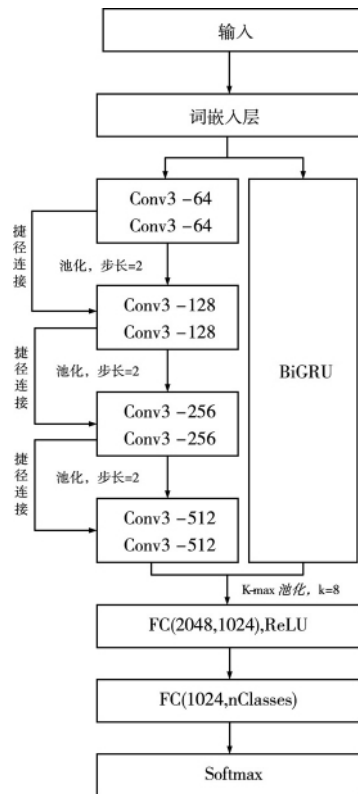 输入
词嵌入层
Conv3 -64
Conv3 -64
捷径连接
池化，步长=2
Conv3 -128
Conv3 -128
捷径连接
池化，步长=2
BiGRU
Conv3 -256
Conv3 -256
捷径连接
池化，步长=2
Conv3 -512
Conv3 -512
K-max 池化，k=8
FC(2048,1024),ReLU
FC(1024,nClasses)
Softmax